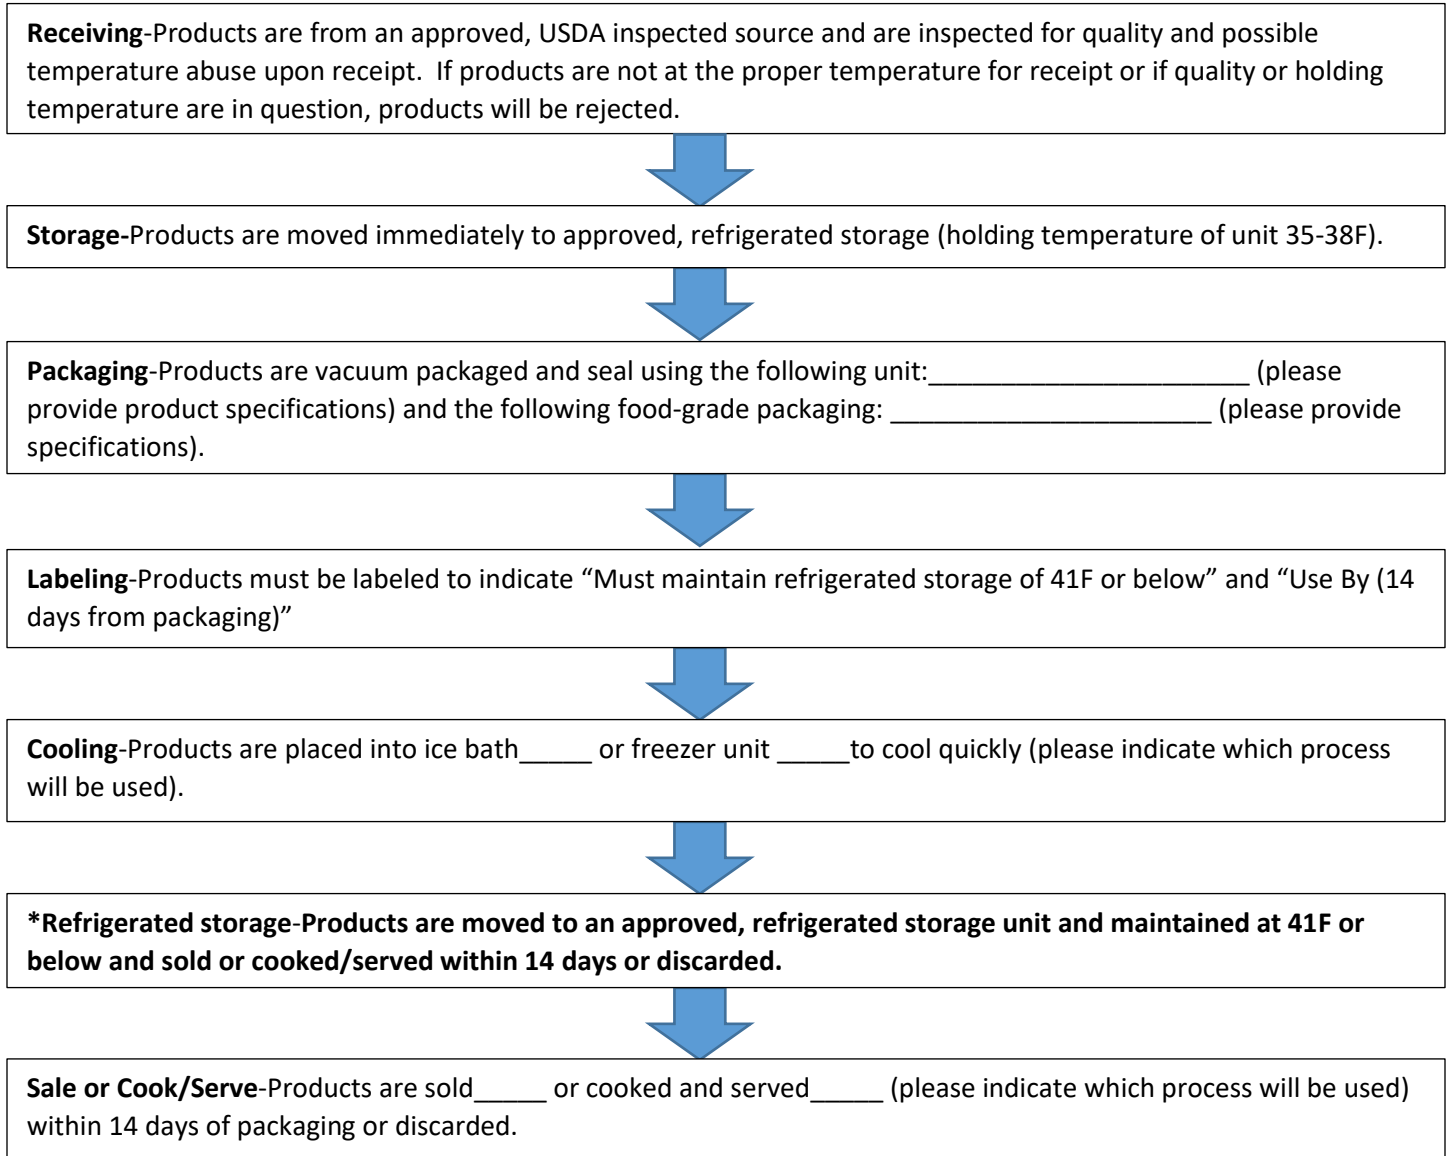 Receiving-Products are from an approved, USDA inspected source and are inspected for quality and possible
temperature abuse upon receipt.  If products are not at the proper temperature for receipt or if quality or holding
temperature are in question, products will be rejected.
Storage-Products are moved immediately to approved, refrigerated storage (holding temperature of unit 35-38F).
Packaging-Products are vacuum packaged and seal using the following unit:______________________ (please
provide product specifications) and the following food-grade packaging: ______________________ (please provide
specifications).
Labeling-Products must be labeled to indicate “Must maintain refrigerated storage of 41F or below” and “Use By (14
days from packaging)”
Cooling-Products are placed into ice bath_____ or freezer unit _____to cool quickly (please indicate which process
will be used).
*Refrigerated storage-Products are moved to an approved, refrigerated storage unit and maintained at 41F or
below and sold or cooked/served within 14 days or discarded.
Sale or Cook/Serve-Products are sold_____ or cooked and served_____ (please indicate which process will be used)
within 14 days of packaging or discarded.